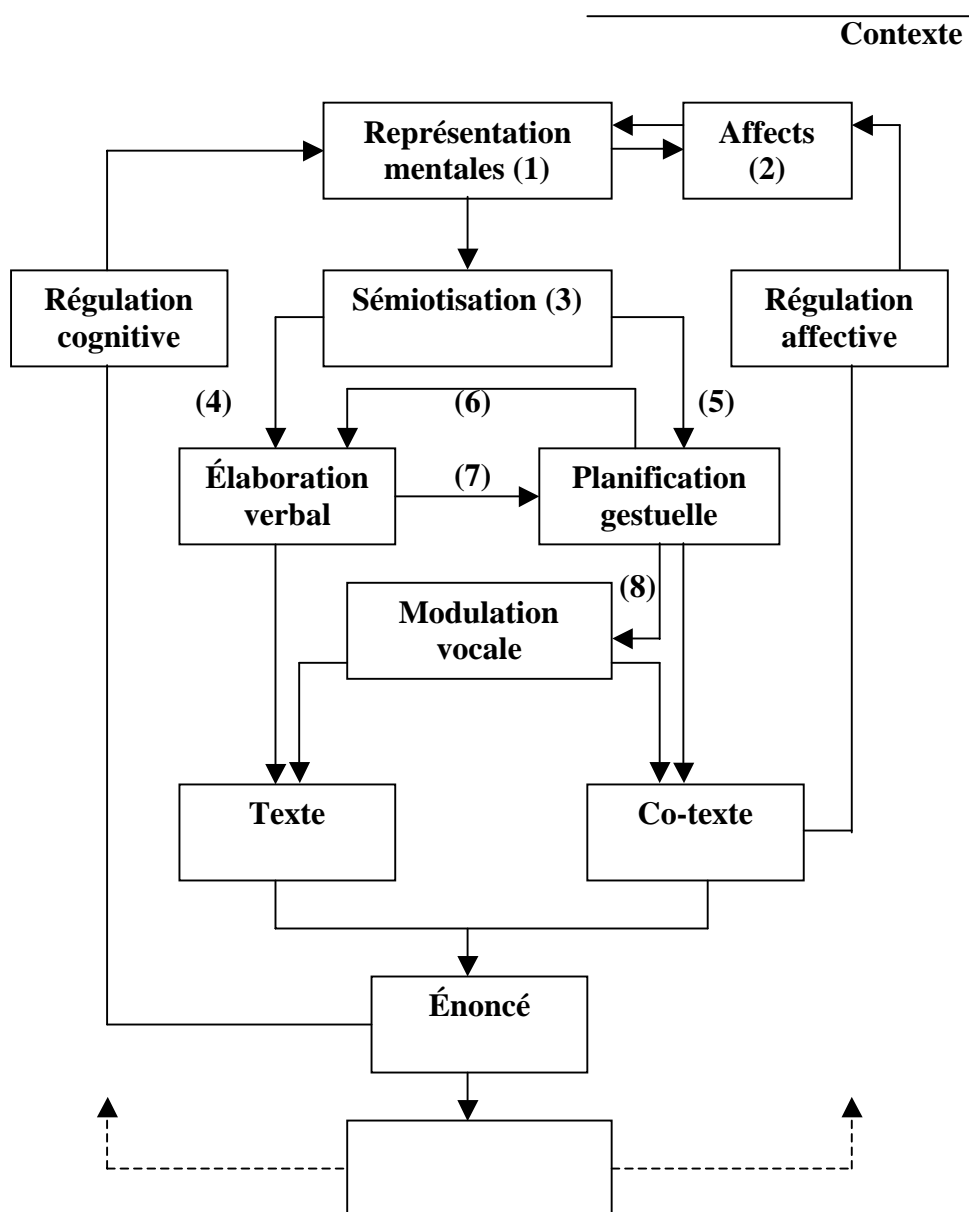 Contexte
Représentation
mentales (1)
Affects
(2)
Régulation
cognitive
Sémiotisation (3)
Régulation
affective
(4)
(6)
(5)
Élaboration
verbal
(7)
Planification
gestuelle
(8)
Modulation
vocale
Texte
Co-texte
Énoncé